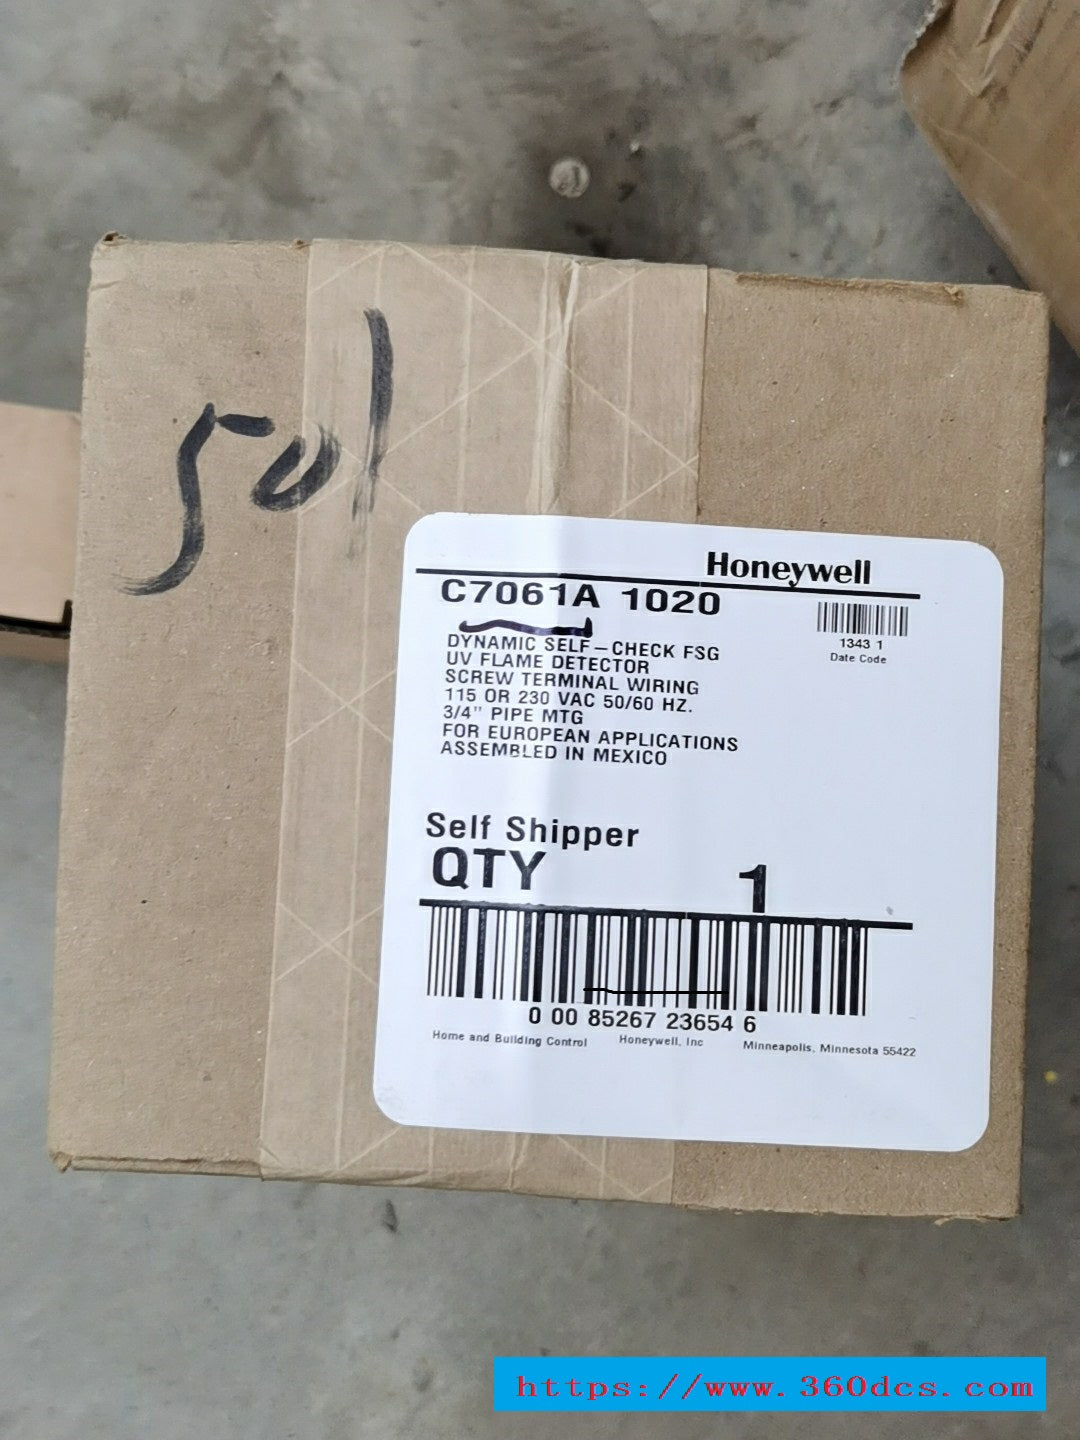 501
Honeywell
C7061A 1020
1343 1
Date Code
DYNAMIC SELF-CHECK FSG
UV FLAME DETECTOR
SCREW TERMINAL WIRING
115 OR 230 VAC 50/60 HZ.
3/4" PIPE MTG
FOR EUROPEAN APPLICATIONS
ASSEMBLED IN MEXICO
Self Shipper
QTY 1
0 00 85267 23654 6
Home and Building Control Honeywell, Inc Minneapolis, Minnesota 55422
https://www.360dcs.com